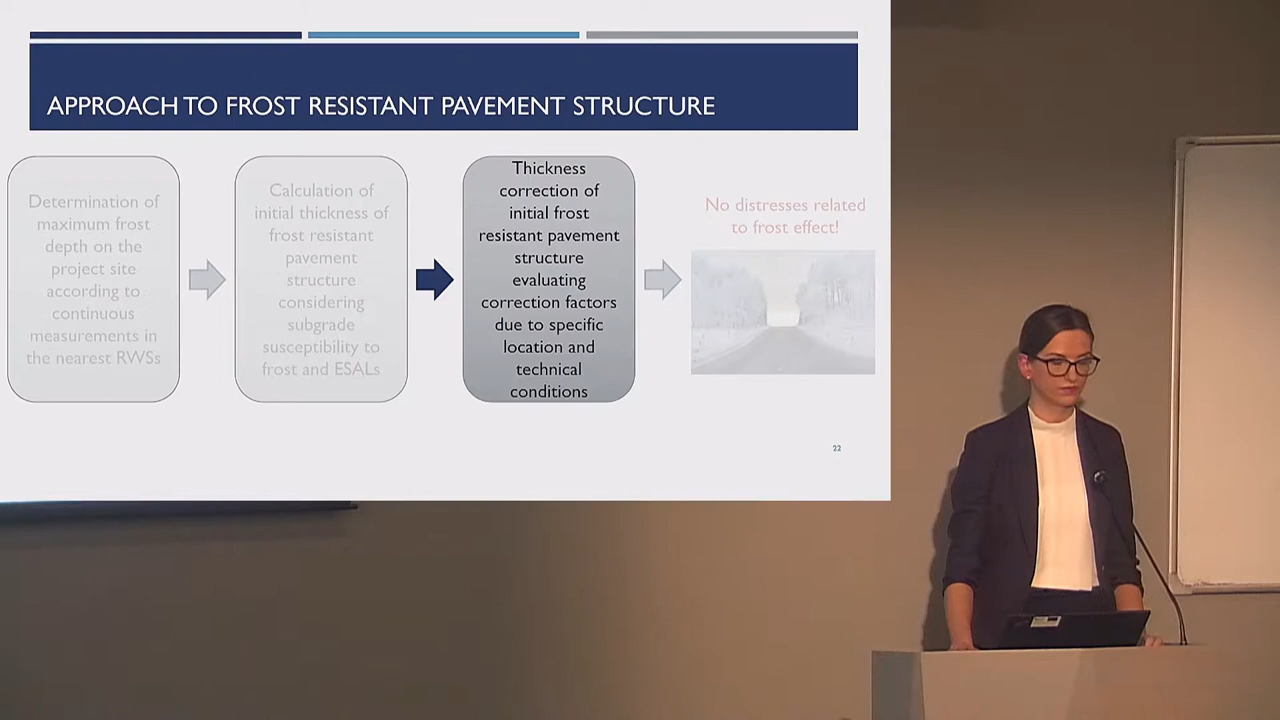 APPROACH TO FROST RESISTANT PAVEMENT STRUCTURE
Determination of
maximum frost
depth on the
project site
according to
continuous
measurements in
the nearest RWSs
Calculation of
initial thickness of
frost resistant
pavement
structure
considering
subgrade
susceptibility to
frost and ESALs
Thickness
correction of
initial frost
resistant pavement
structure
evaluating
correction factors
due to specific
location and
technical
conditions
No distresses related
to frost effect!
22